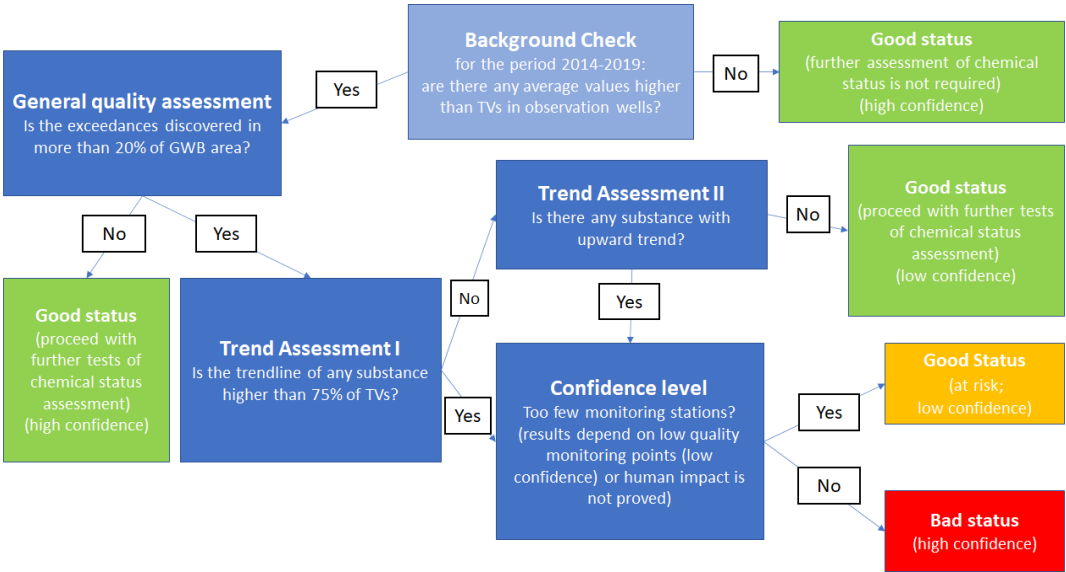 Background Check
for the period 2014-2019:
are there any average values higher
than TVs in observation wells?
No
Good status
(further assessment of chemical
status is not required)
(high confidence)
Yes
General quality assessment
Is the exceedances discovered in
more than 20% of GWB area?
No
Yes
Good status
(proceed with
further tests of
chemical status
assessment)
(high confidence)
Trend Assessment I
Is the trendline of any substance
higher than 75% of TVs?
No
Yes
Trend Assessment II
Is there any substance with
upward trend?
No
Good status
(proceed with further tests
of chemical status
assessment)
(low confidence)
Yes
Confidence level
Too few monitoring stations?
(results depend on low quality
monitoring points (low
confidence) or human impact is
not proved)
Yes
Good Status
(at risk;
low confidence)
No
Bad status
(high confidence)